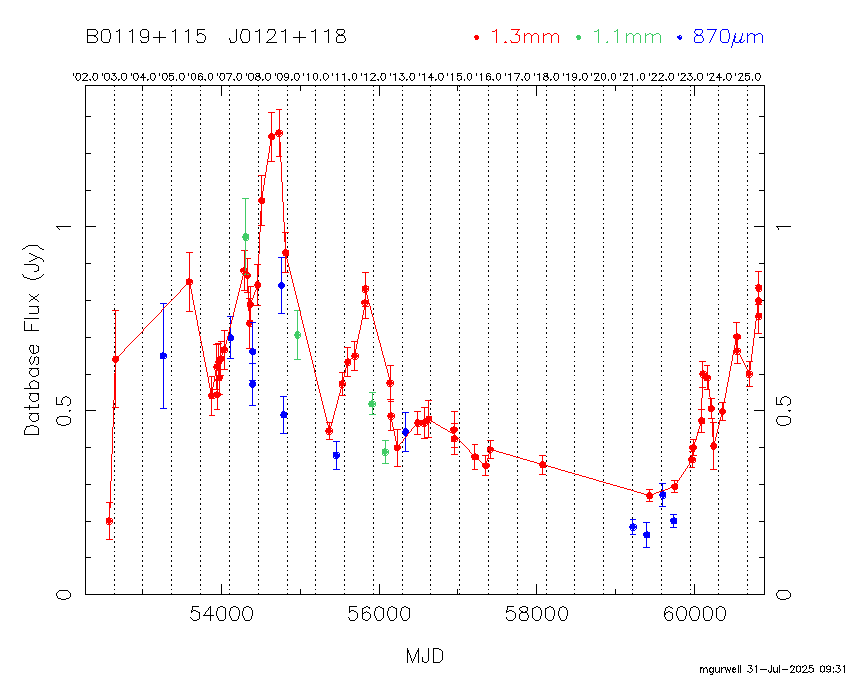 B0119+115 J0121+118 1.3mm 1.1mm 870μm
'02.0 '03.0 '04.0 '05.0 '06.0 '07.0 '08.0 '09.0 '10.0 '11.0 '12.0 '13.0 '14.0 '15.0 '16.0 '17.0 '18.0 '19.0 '20.0 '21.0 '22.0 '23.0 '24.0 '25.0
Database Flux (Jy)
1 1
0.5 0.5
0 0
54000 56000 58000 60000
MJD
mgurwell 31-Jul-2025 09:31